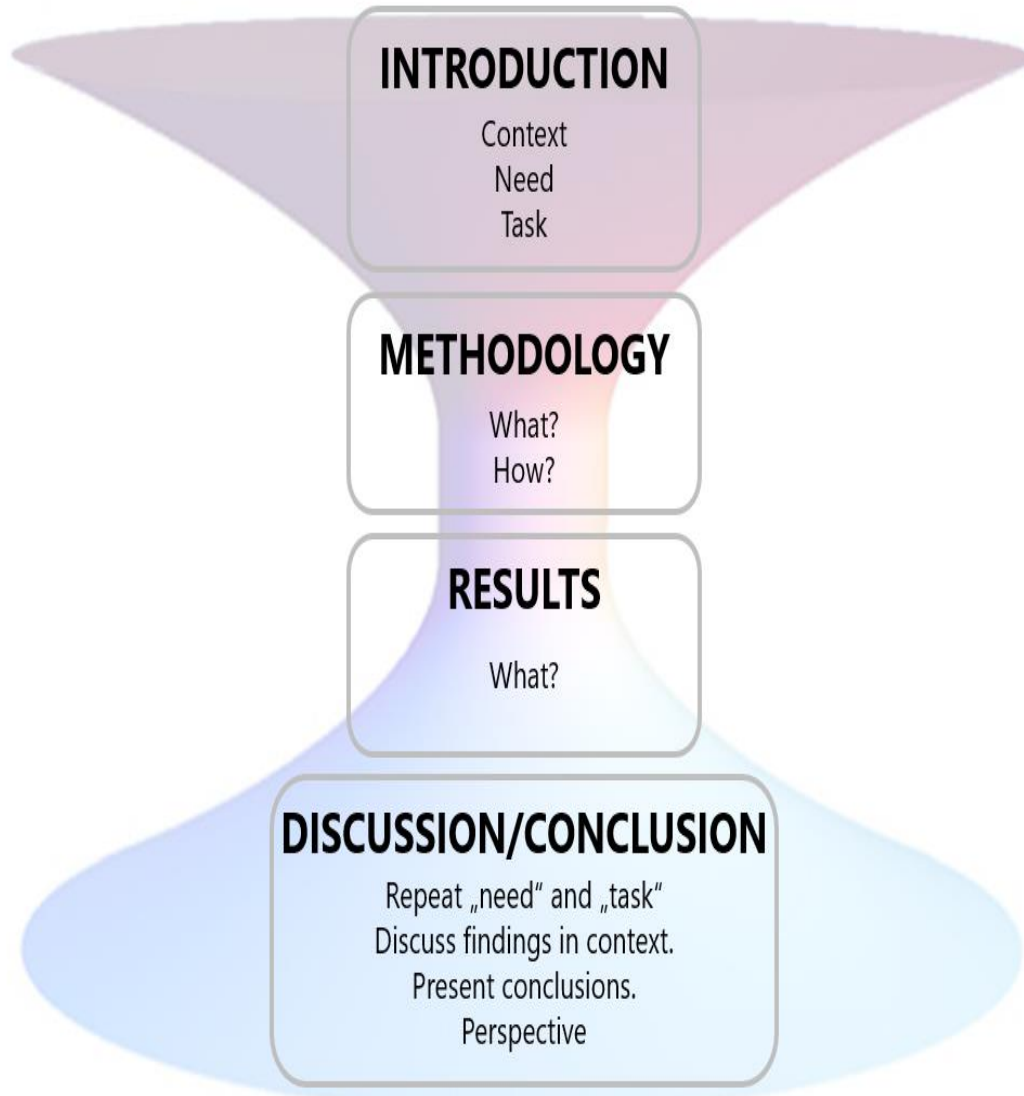 INTRODUCTION
Context
Need
Task
METHODOLOGY
What?
How?
RESULTS
What?
DISCUSSION/CONCLUSION
Repeat „need“ and „task“
Discuss findings in context.
Present conclusions.
Perspective